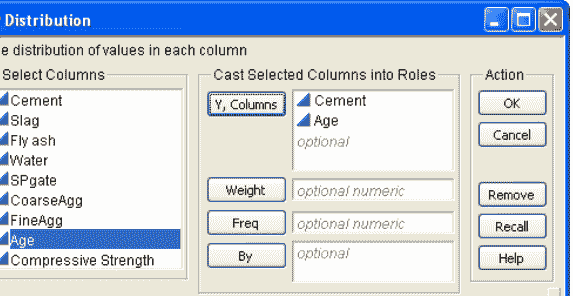 Distribution
e distribution of values in each column
Select Columns
Cement
Slag
Fly ash
Water
SPgate
CoarseAgg
FineAgg
Age
Compressive Strength
Cast Selected Columns into Roles
Y, Columns
Cement
Age
optional
Weight
optional numeric
Freq
optional numeric
By
optional
Action
OK
Cancel
Remove
Recall
Help